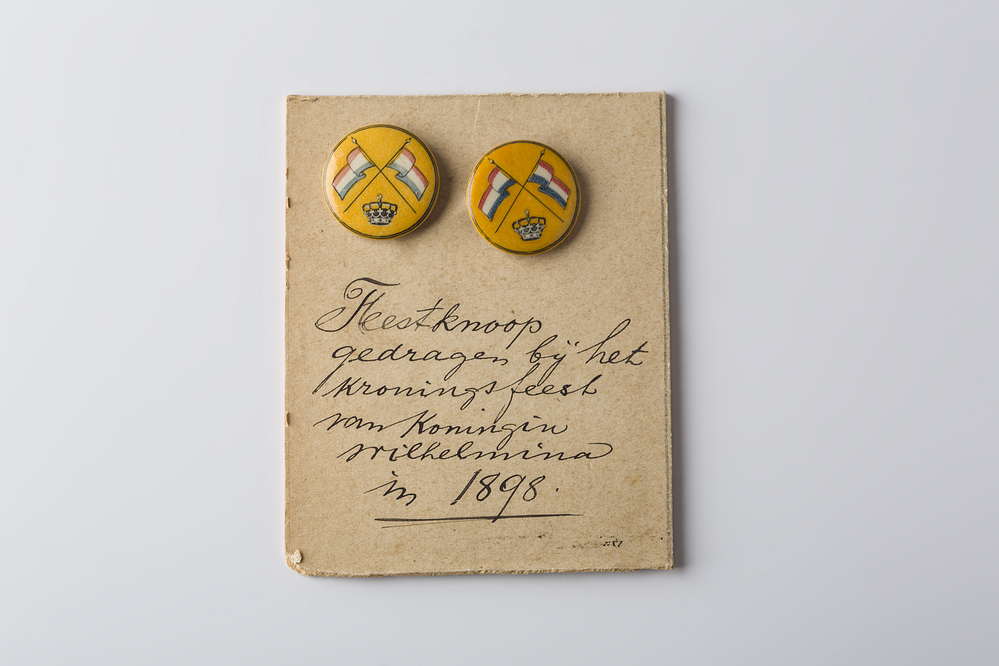 Feestknoop
gedragen bij het
kroningsfeest
van Koningin
Wilhelmina
in 1898.